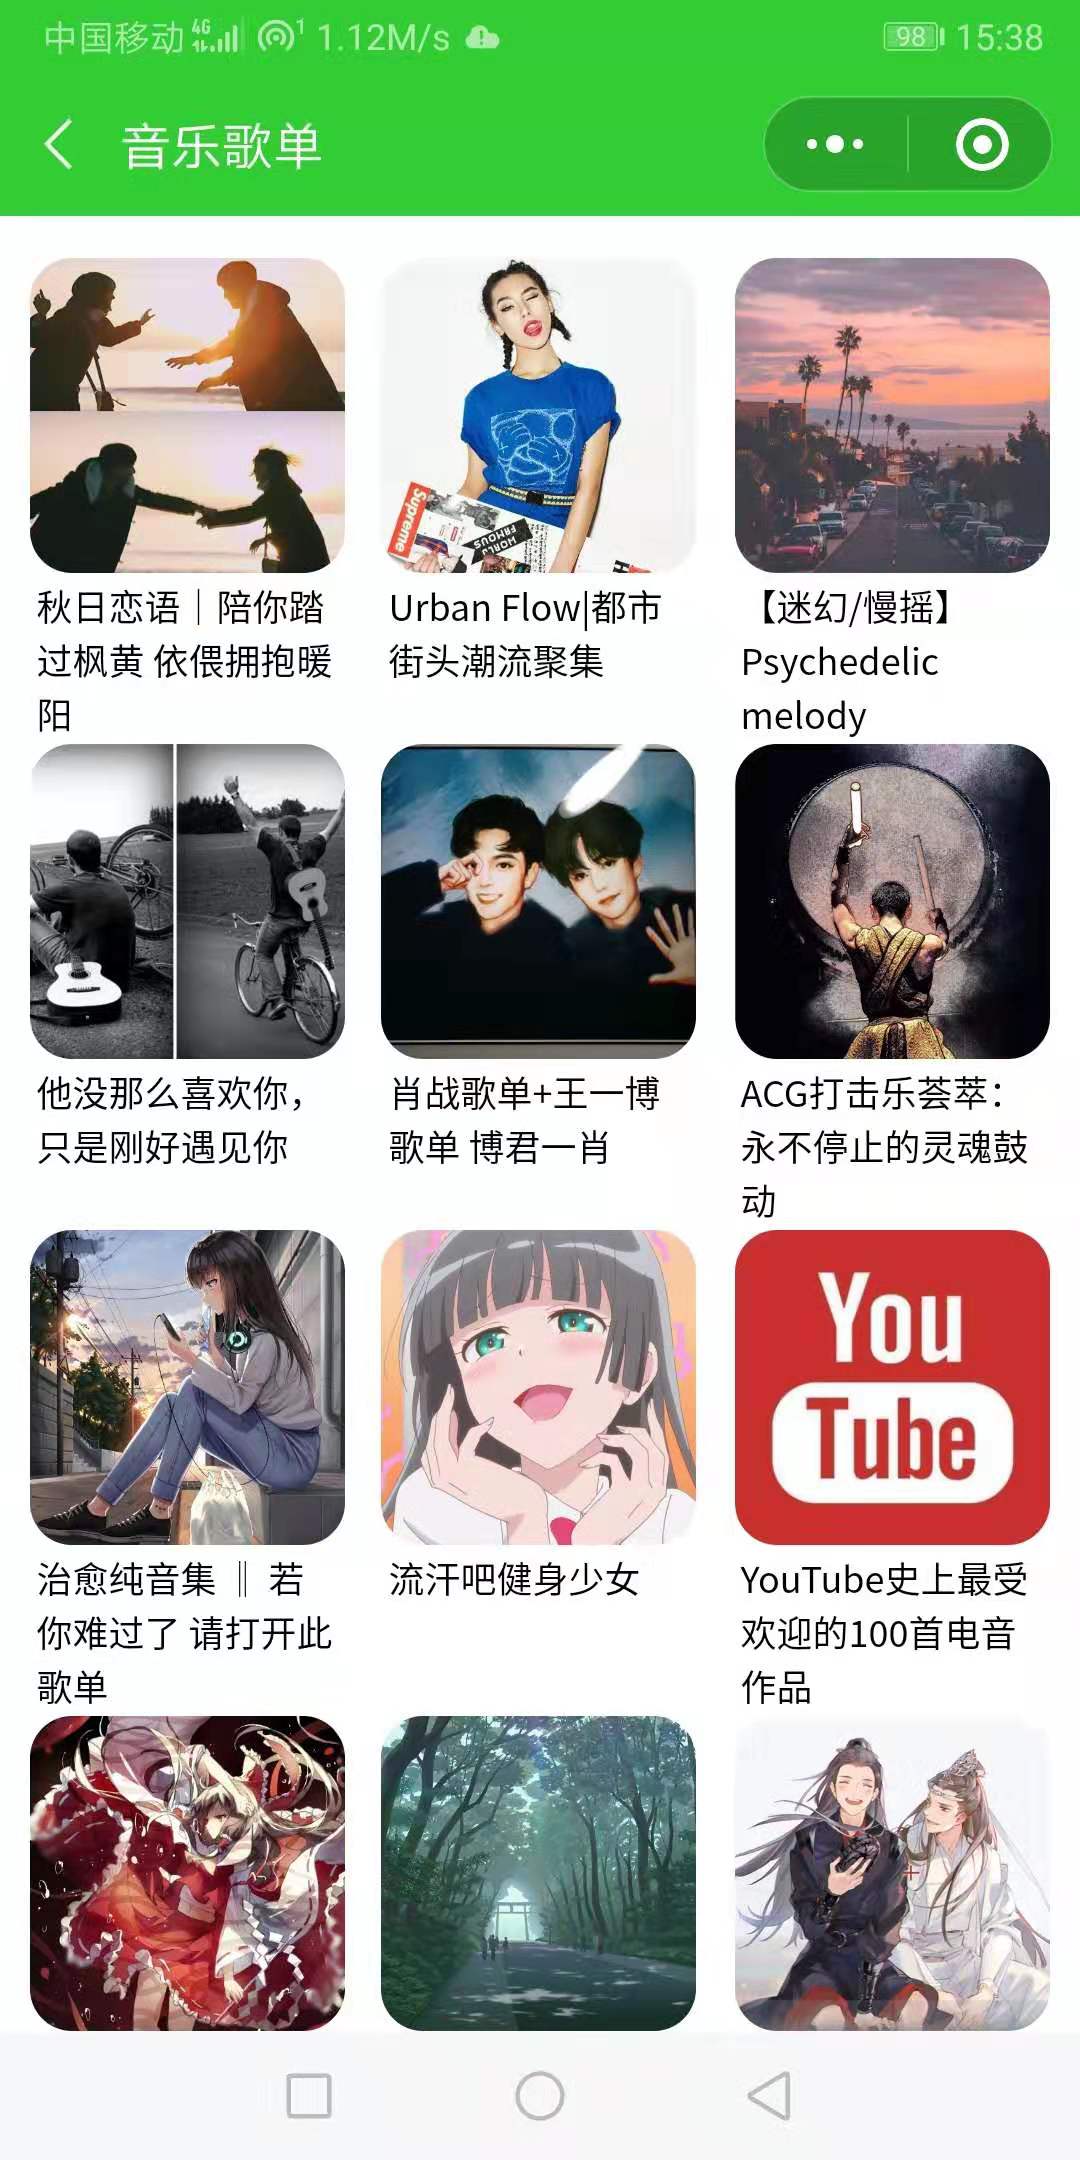 中国移动 4G 1 1.12M/s 98 15:38
音乐歌单
Supreme
WORLD
FAMOUS
秋日恋语｜陪你踏
过枫黄 依偎拥抱暖
阳
Urban Flow|都市
街头潮流聚集
【迷幻/慢摇】
Psychedelic
melody
他没那么喜欢你，
只是刚好遇见你
肖战歌单+王一博
歌单 博君一肖
ACG打击乐荟萃：
永不停止的灵魂鼓
动
You
Tube
治愈纯音集 ‖ 若
你难过了 请打开此
歌单
流汗吧健身少女
YouTube史上最受
欢迎的100首电音
作品